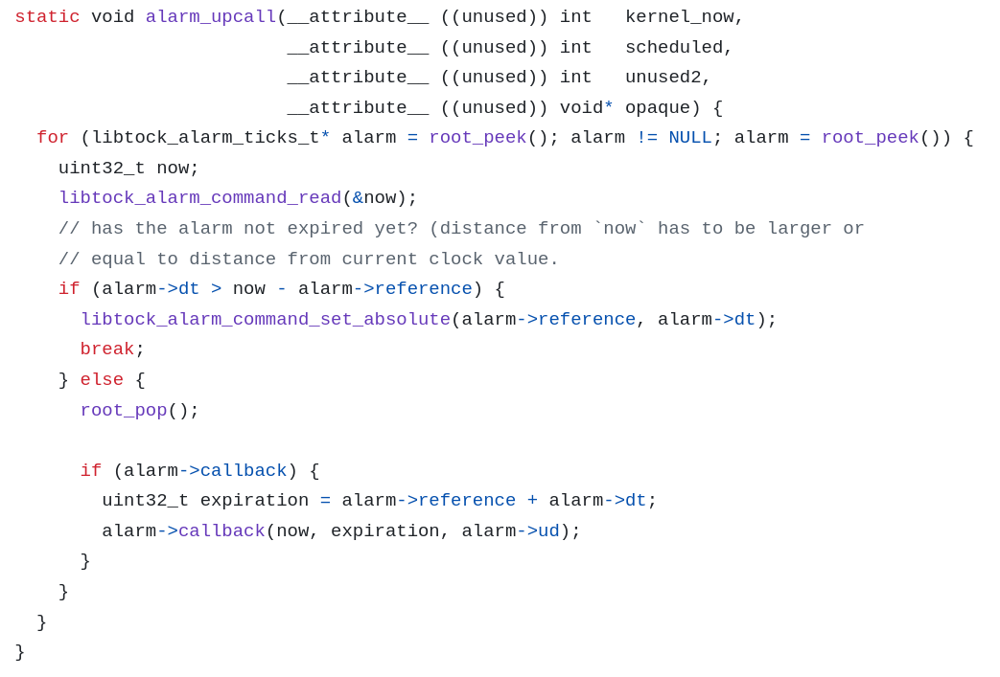 static void alarm_upcall(__attribute__ ((unused)) int   kernel_now,
                         __attribute__ ((unused)) int   scheduled,
                         __attribute__ ((unused)) int   unused2,
                         __attribute__ ((unused)) void* opaque) {
  for (libtock_alarm_ticks_t* alarm = root_peek(); alarm != NULL; alarm = root_peek()) {
    uint32_t now;
    libtock_alarm_command_read(&now);
    // has the alarm not expired yet? (distance from `now` has to be larger or
    // equal to distance from current clock value.
    if (alarm->dt > now - alarm->reference) {
      libtock_alarm_command_set_absolute(alarm->reference, alarm->dt);
      break;
    } else {
      root_pop();

      if (alarm->callback) {
        uint32_t expiration = alarm->reference + alarm->dt;
        alarm->callback(now, expiration, alarm->ud);
      }
    }
  }
}